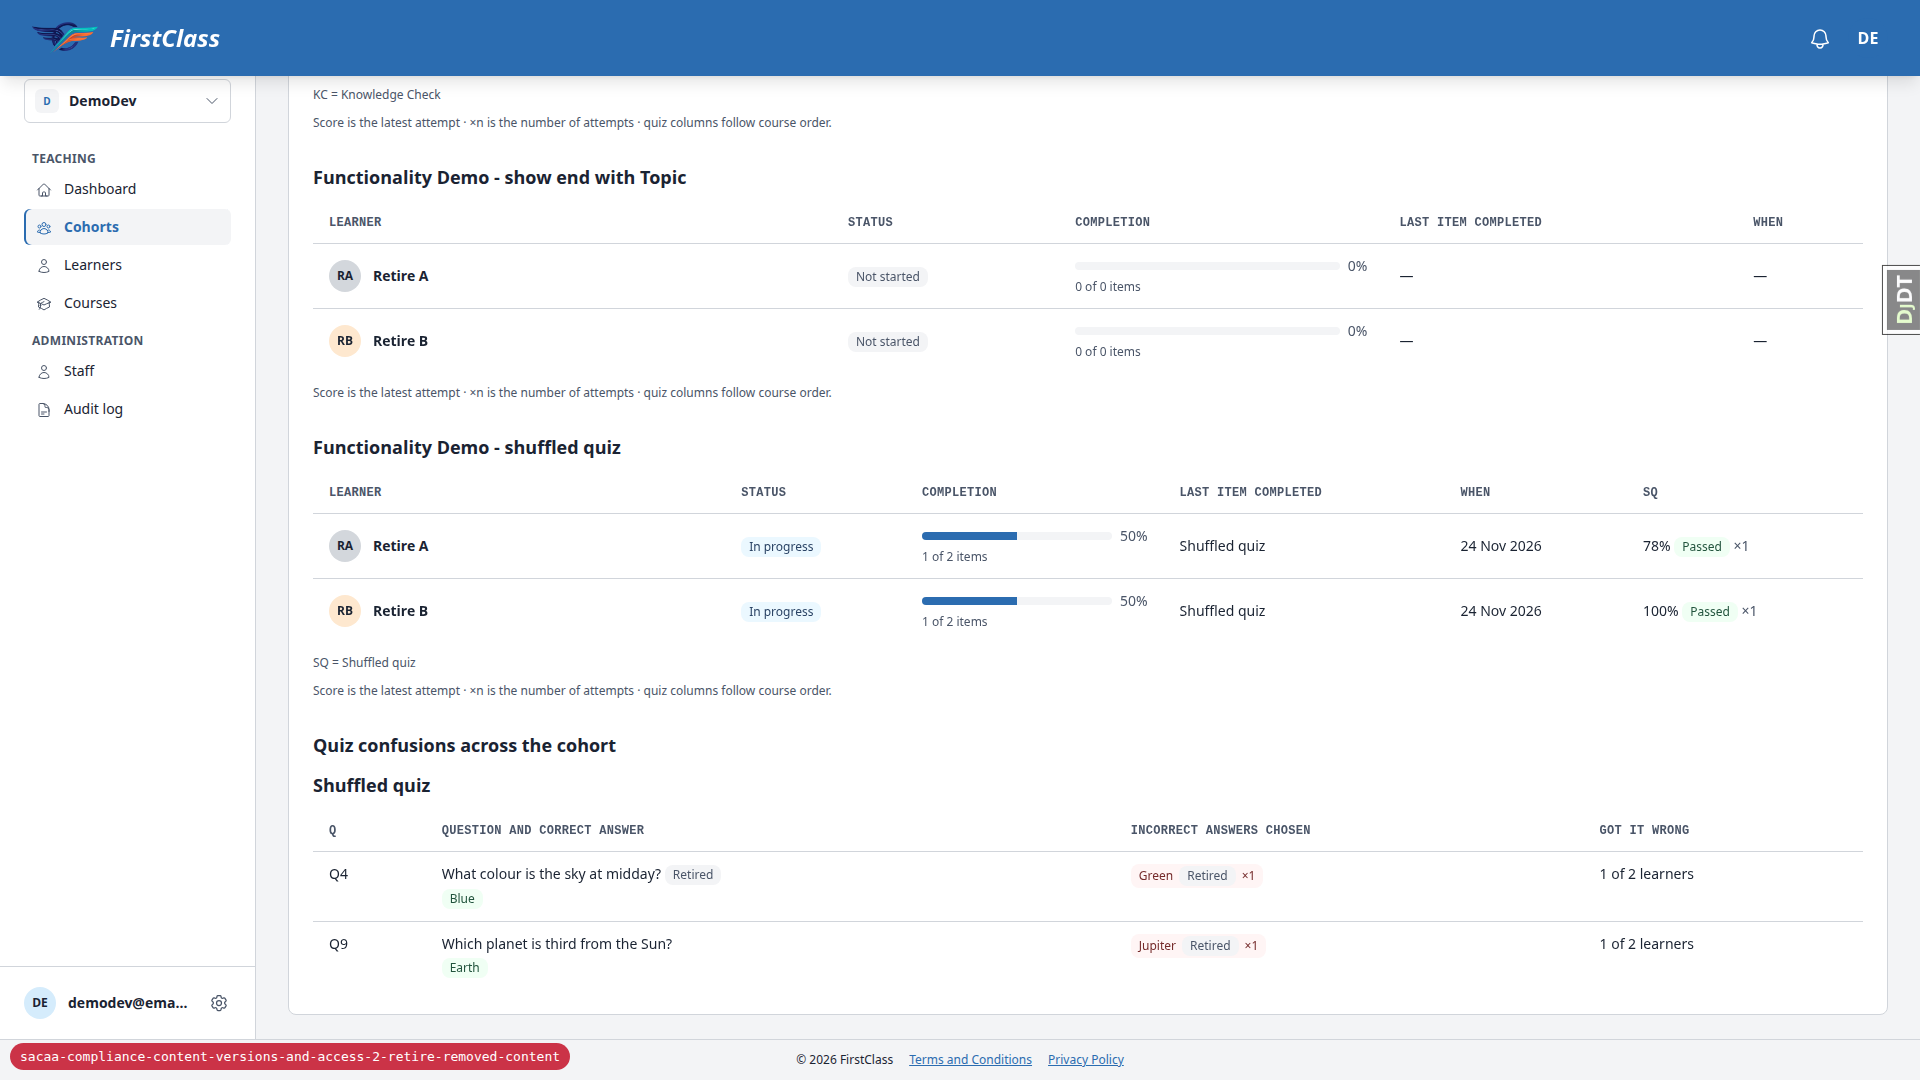 FirstClass
DE
D DemoDev
TEACHING
Dashboard
Cohorts
Learners
Courses
ADMINISTRATION
Staff
Audit log
DE demodev@ema...
KC = Knowledge Check
Score is the latest attempt · ×n is the number of attempts · quiz columns follow course order.
Functionality Demo - show end with Topic
LEARNER STATUS COMPLETION LAST ITEM COMPLETED WHEN
RA Retire A Not started 0% — —
0 of 0 items
RB Retire B Not started 0% — —
0 of 0 items
Score is the latest attempt · ×n is the number of attempts · quiz columns follow course order.
Functionality Demo - shuffled quiz
LEARNER STATUS COMPLETION LAST ITEM COMPLETED WHEN SQ
RA Retire A In progress 50% Shuffled quiz 24 Nov 2026 78% Passed ×1
1 of 2 items
RB Retire B In progress 50% Shuffled quiz 24 Nov 2026 100% Passed ×1
1 of 2 items
SQ = Shuffled quiz
Score is the latest attempt · ×n is the number of attempts · quiz columns follow course order.
Quiz confusions across the cohort
Shuffled quiz
Q QUESTION AND CORRECT ANSWER INCORRECT ANSWERS CHOSEN GOT IT WRONG
Q4 What colour is the sky at midday? Retired Green Retired ×1 1 of 2 learners
Blue
Q9 Which planet is third from the Sun? Jupiter Retired ×1 1 of 2 learners
Earth
DJDT
sacaa-compliance-content-versions-and-access-2-retire-removed-content
© 2026 FirstClass Terms and Conditions Privacy Policy